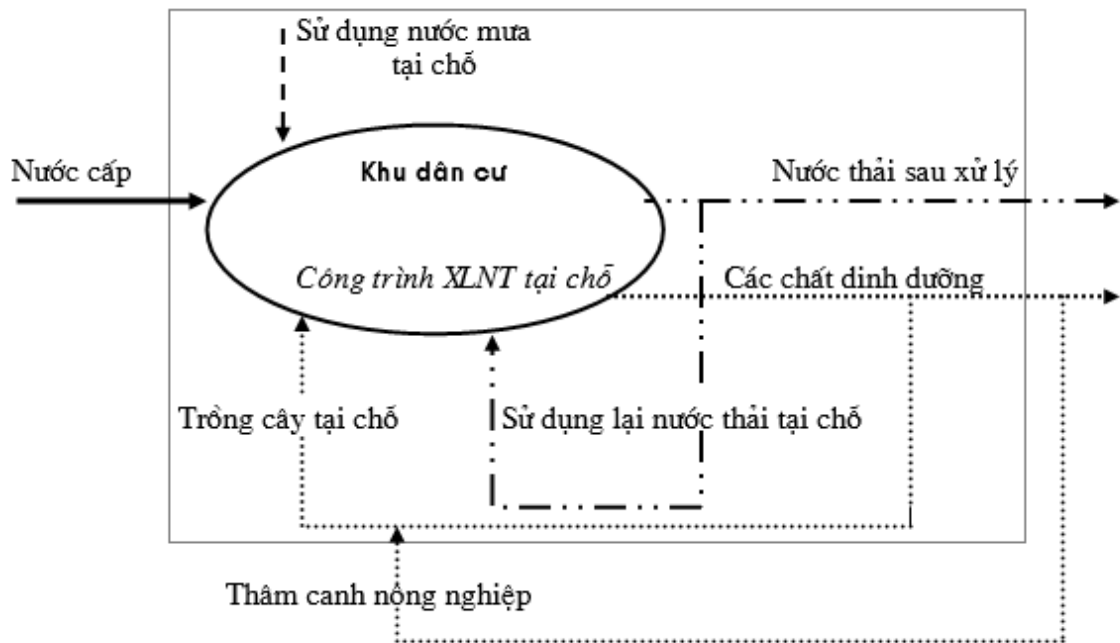 Sử dụng nước mưa
tại chỗ
Nước cấp
Khu dân cư
Nước thải sau xử lý
Công trình XLNT tại chỗ
Các chất dinh dưỡng
Trồng cây tại chỗ
Sử dụng lại nước thải tại chỗ
Thâm canh nông nghiệp